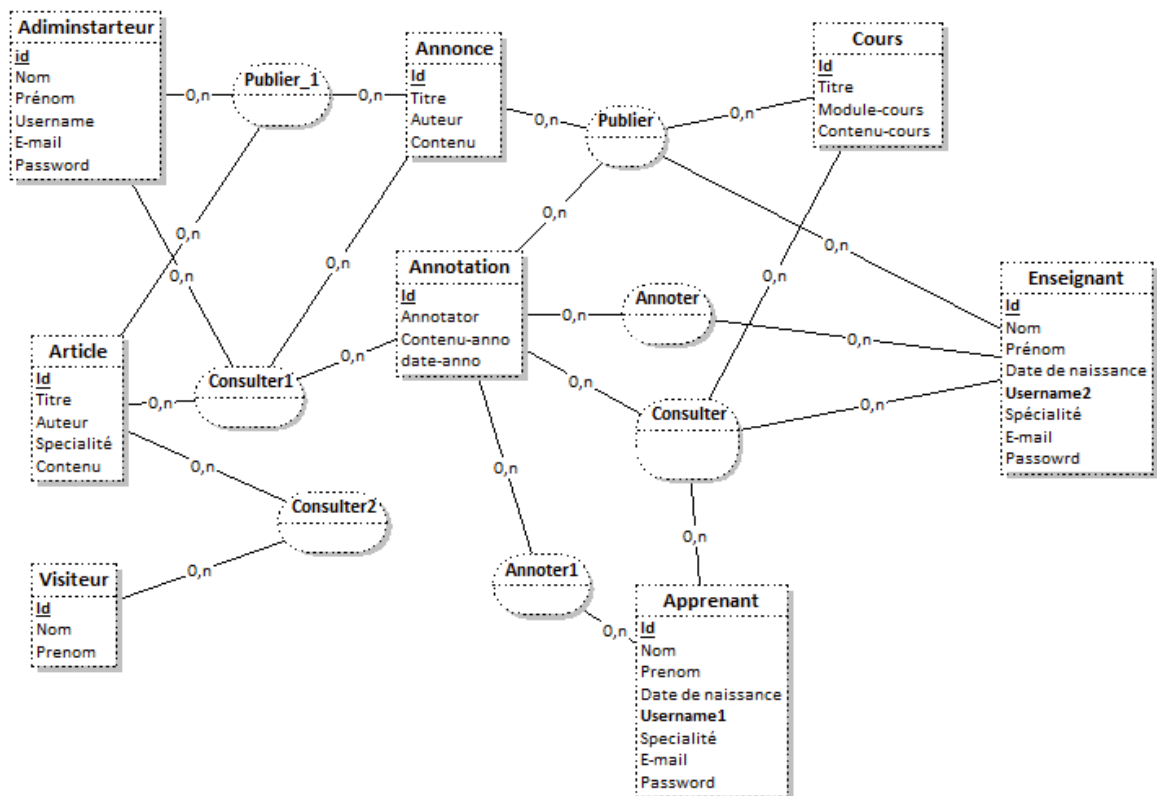 Adiminstarteur
id
Nom
Prénom
Username
E-mail
Password
0,n
Publier_1
0,n
Annonce
Id
Titre
Auteur
Contenu
0,n
Publier
0,n
Cours
Id
Titre
Module-cours
Contenu-cours
0,n
0,n
0,n
0,n
0,n
0,n
Annotation
Id
Annotator
Contenu-anno
date-anno
0,n
Annoter
0,n
Enseignant
Id
Nom
Prénom
Date de naissance
Username2
Spécialité
E-mail
Passowrd
Article
Id
Titre
Auteur
Specialité
Contenu
0,n
Consulter1
0,n
0,n
Consulter
0,n
0,n
Consulter2
0,n
0,n
0,n
Visiteur
Id
Nom
Prenom
Annoter1
0,n
Apprenant
Id
Nom
Prenom
Date de naissance
Username1
Specialité
E-mail
Password